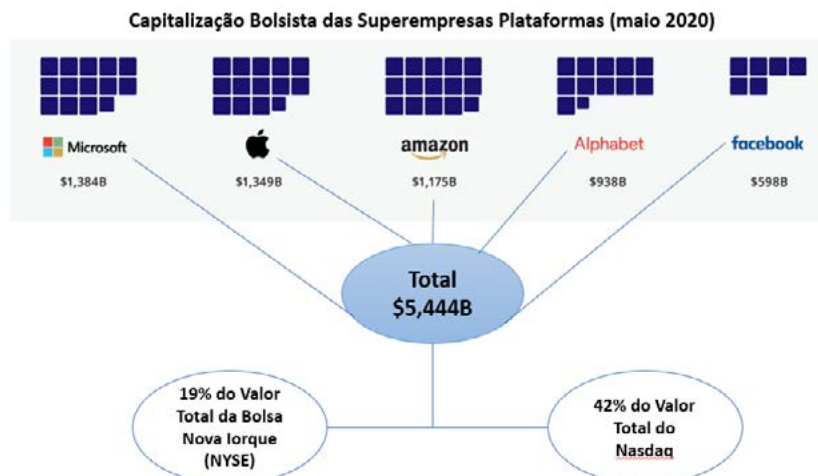 Capitalização Bolsista das Superempresas Plataformas (maio 2020)
Microsoft
amazon
Alphabet
facebook
$1,384B
$1,349B
$1,175B
$938B
$598B
Total
$5,444B
19% do Valor
Total da Bolsa
Nova Iorque
(NYSE)
42% do Valor
Total do
Nasdaq